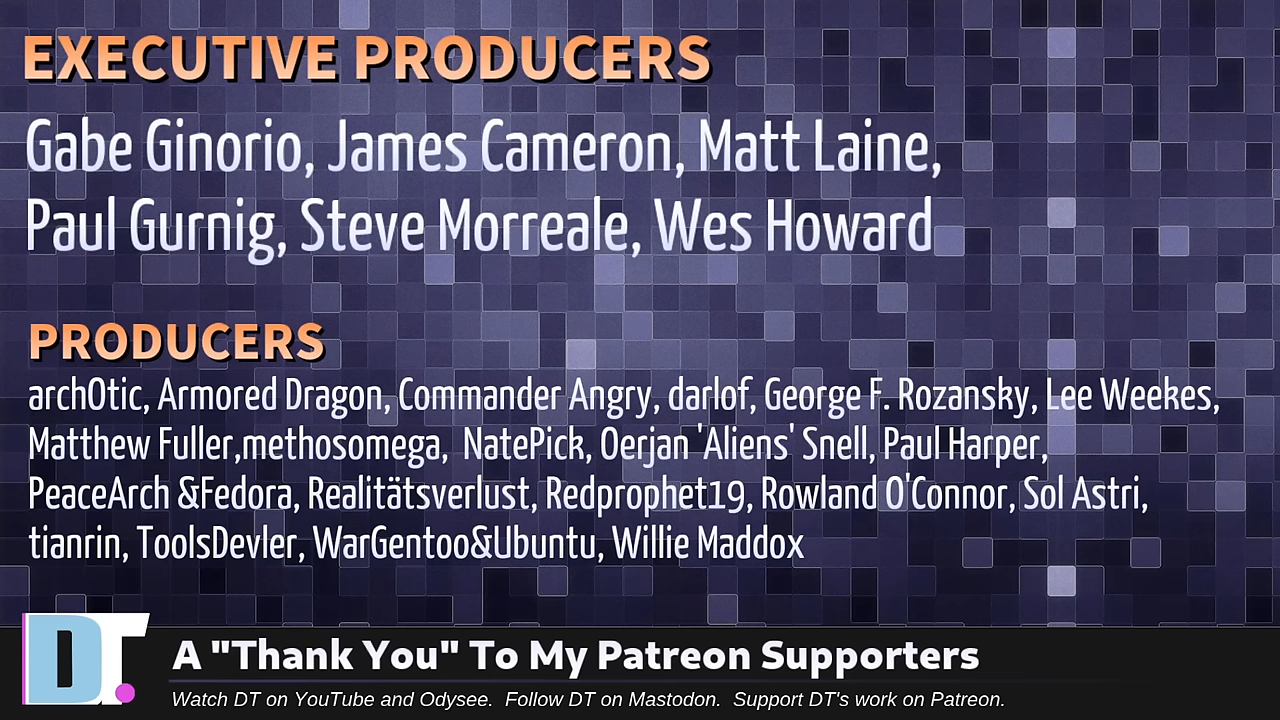 EXECUTIVE PRODUCERS
Gabe Ginorio, James Cameron, Matt Laine,
Paul Gurnig, Steve Morreale, Wes Howard
PRODUCERS
archOtic, Armored Dragon, Commander Angry, darlof, George F. Rozansky, Lee Weekes,
Matthew Fuller,methosomega,  NatePick, Oerjan 'Aliens' Snell, Paul Harper,
PeaceArch &Fedora, Realitätsverlust, Redprophet19, Rowland O'Connor, Sol Astri,
tianrin, ToolsDevler, WarGentoo&Ubuntu, Willie Maddox
DT.
A "Thank You" To My Patreon Supporters
Watch DT on YouTube and Odysee.  Follow DT on Mastodon.  Support DT's work on Patreon.